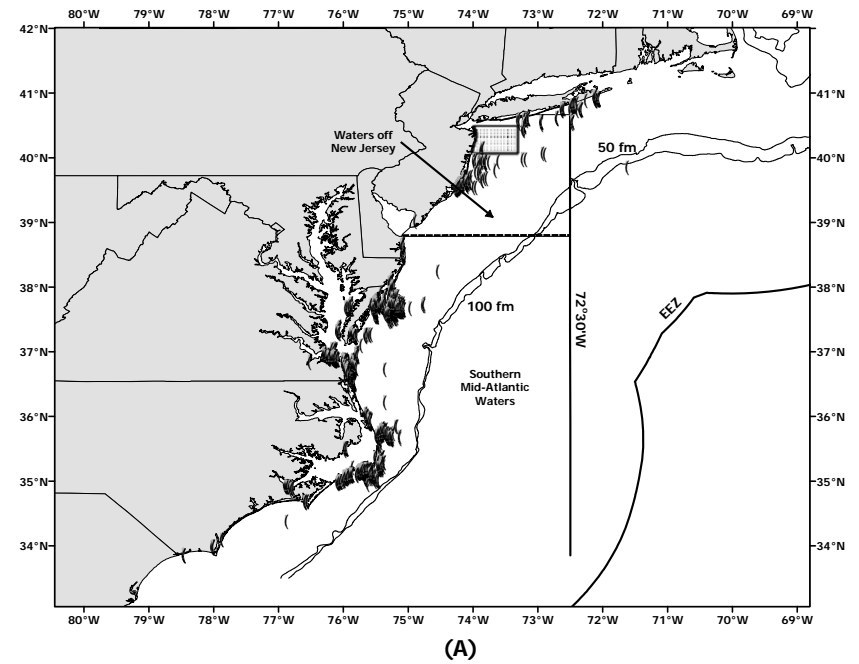 80°W 79°W 78°W 77°W 76°W 75°W 74°W 73°W 72°W 71°W 70°W 69°W
42°N 42°N
41°N 41°N
Waters off
New Jersey
50 fm
40°N 40°N
39°N 39°N
38°N 38°N
100 fm
72°30'W
EEZ
37°N 37°N
Southern
Mid-Atlantic
Waters
36°N 36°N
35°N 35°N
34°N 34°N
80°W 79°W 78°W 77°W 76°W 75°W 74°W 73°W 72°W 71°W 70°W 69°W
(A)